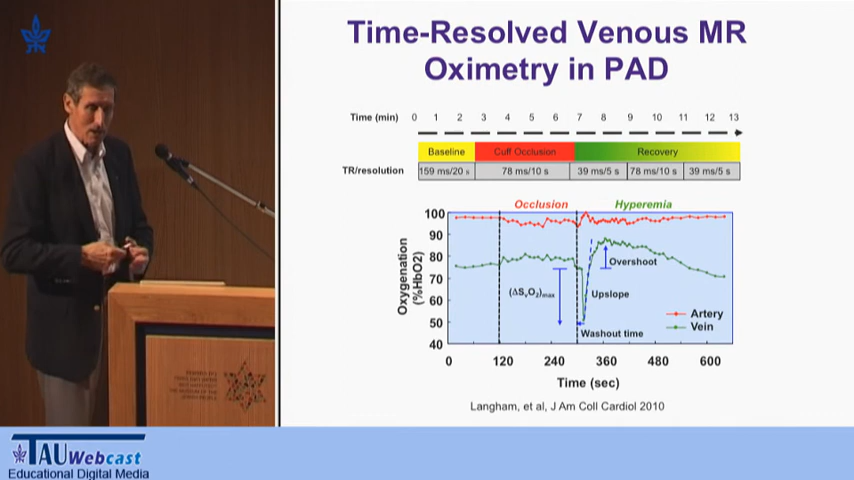 Time-Resolved Venous MR
Oximetry in PAD
Time (min) 0 1 2 3 4 5 6 7 8 9 10 11 12 13
Baseline Cuff Occlusion Recovery
TR/resolution 159 ms/20 s 78 ms/10 s 39 ms/5 s 78 ms/10 s 39 ms/5 s
Occlusion Hyperemia
100
90
80
70
60
50
40
Oxygenation
(%HbO2)
Overshoot
(ΔSᵥO₂)ₘₐₓ
Upslope
Washout time
Artery
Vein
0 120 240 360 480 600
Time (sec)
Langham, et al, J Am Coll Cardiol 2010
TAU Webcast
Educational Digital Media